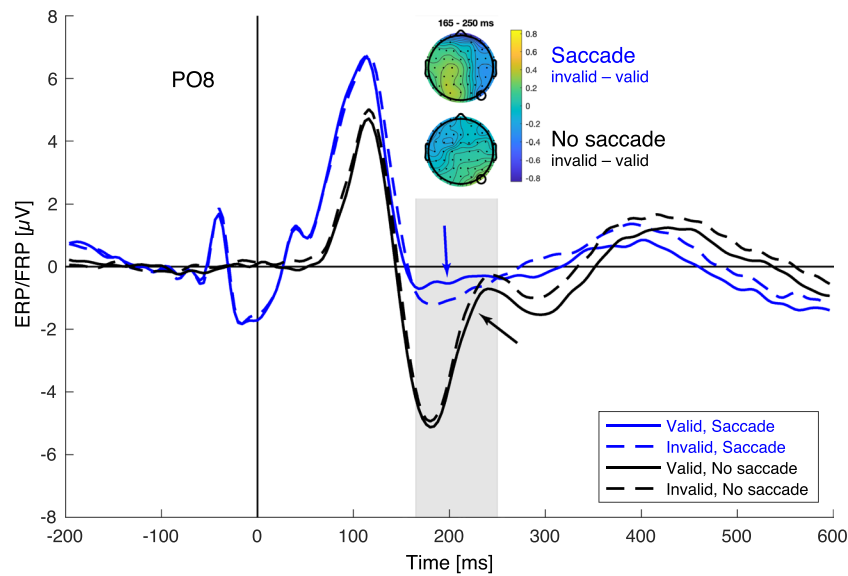 8
6
4
2
0
-2
-4
-6
-8
ERP/FRP [µV]
PO8
165 - 250 ms
0.8
0.6
0.4
0.2
0
-0.2
-0.4
-0.6
-0.8
Saccade
invalid – valid
No saccade
invalid – valid
Valid, Saccade
Invalid, Saccade
Valid, No saccade
Invalid, No saccade
-200 -100 0 100 200 300 400 500 600
Time [ms]